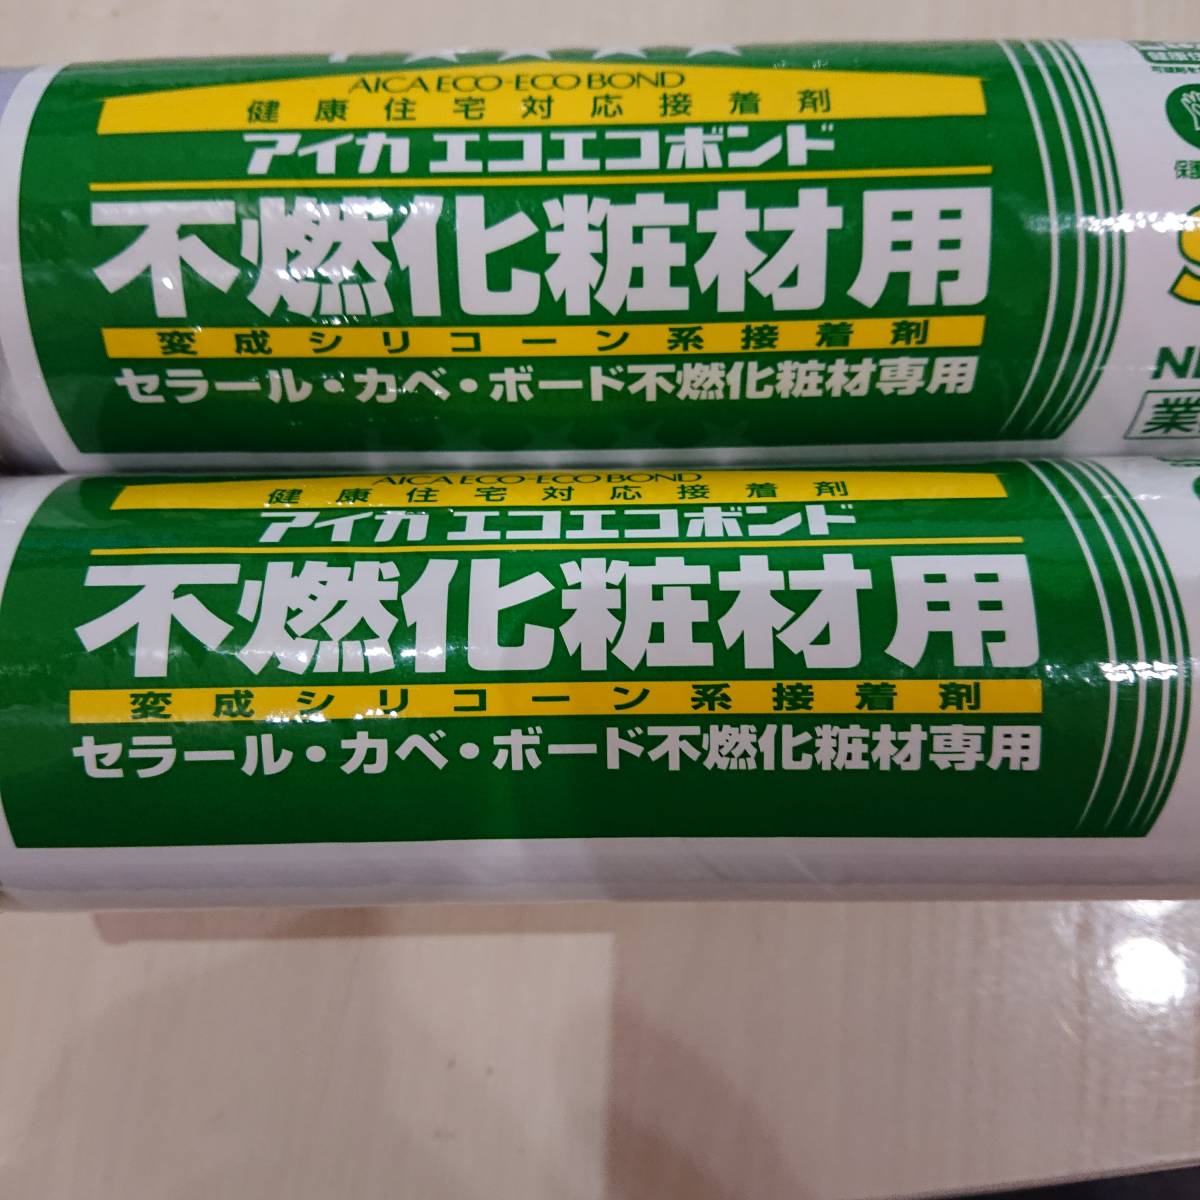 AICA ECO-ECO BOND
健康住宅対応接着剤
アイカ エコエコボンド
不燃化粧材用
変成シリコーン系接着剤
セラール・カベ・ボード不燃化粧材専用
AICA ECO-ECO BOND
健康住宅対応接着剤
アイカ エコエコボンド
不燃化粧材用
変成シリコーン系接着剤
セラール・カベ・ボード不燃化粧材専用